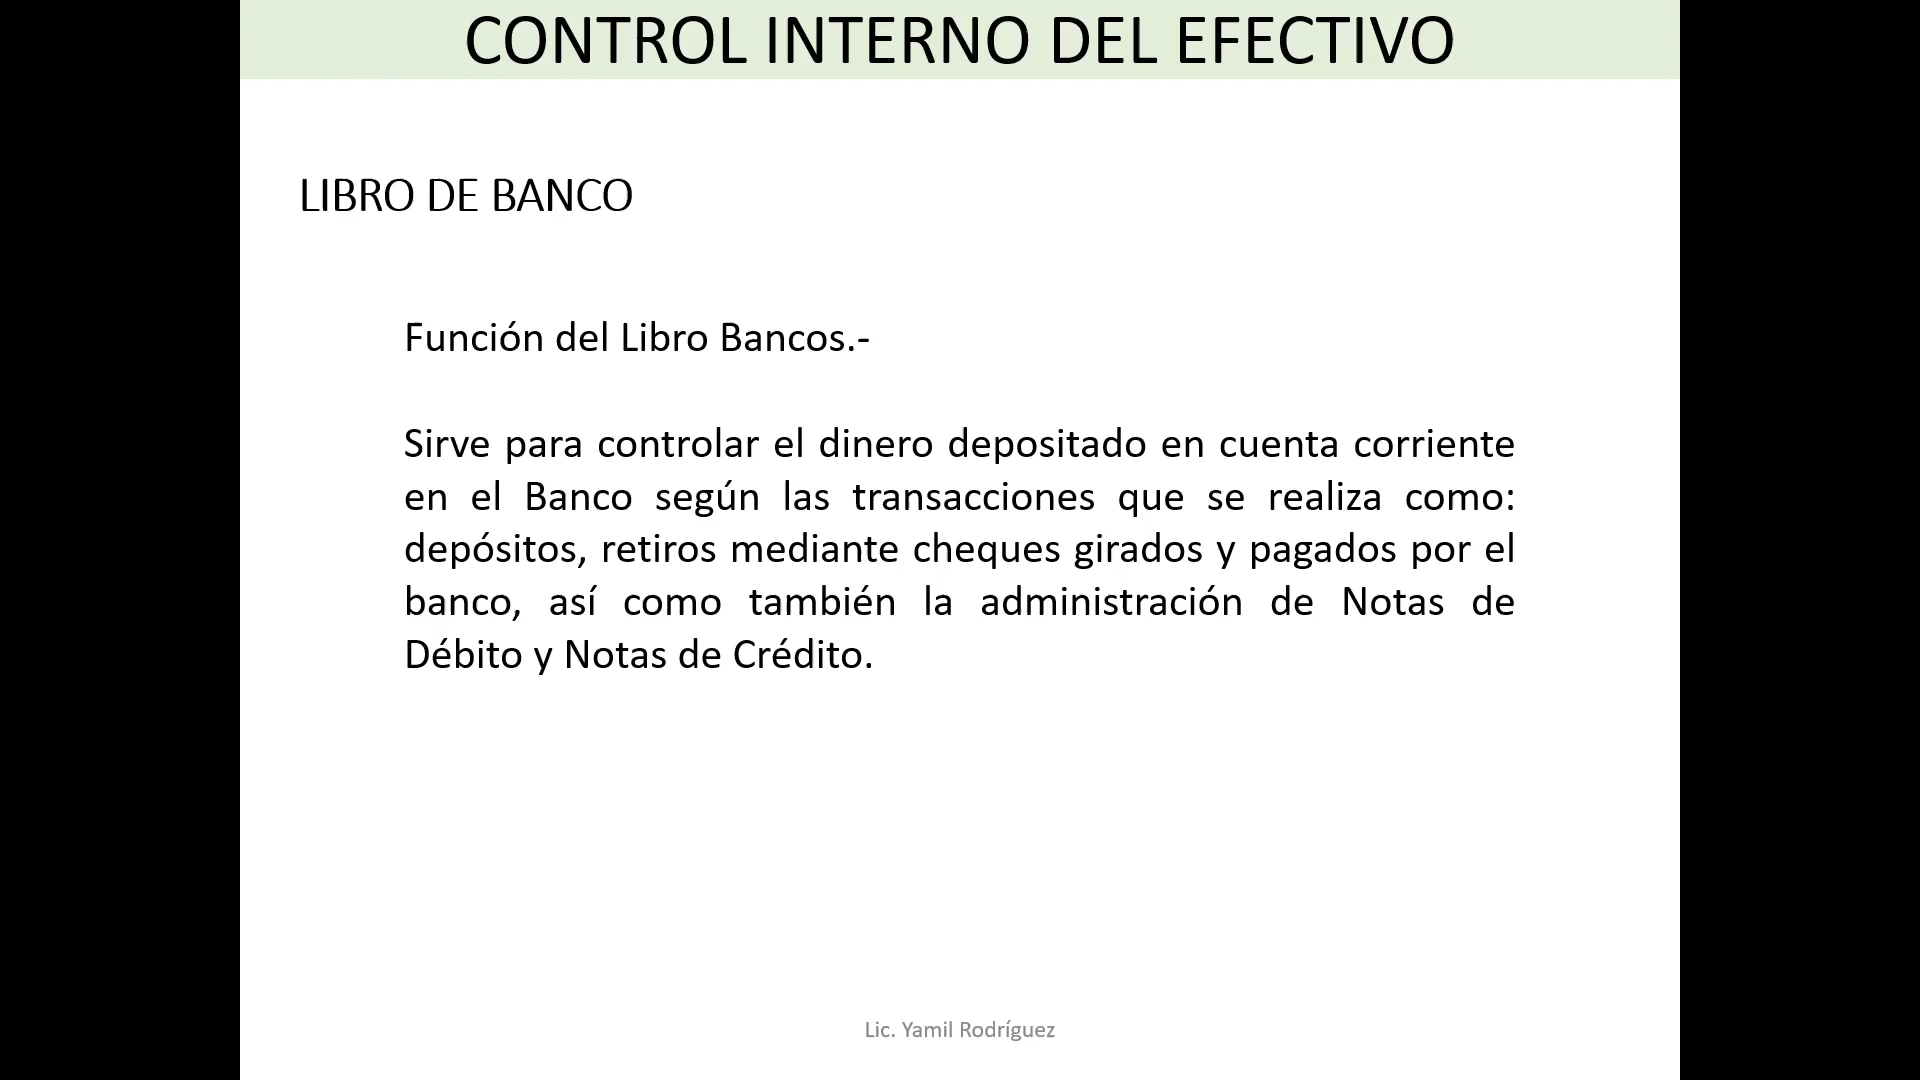 CONTROL INTERNO DEL EFECTIVO
LIBRO DE BANCO
Función del Libro Bancos.-
Sirve para controlar el dinero depositado en cuenta corriente
en el Banco según las transacciones que se realiza como:
depósitos, retiros mediante cheques girados y pagados por el
banco, así como también la administración de Notas de
Débito y Notas de Crédito.
Lic. Yamil Rodríguez